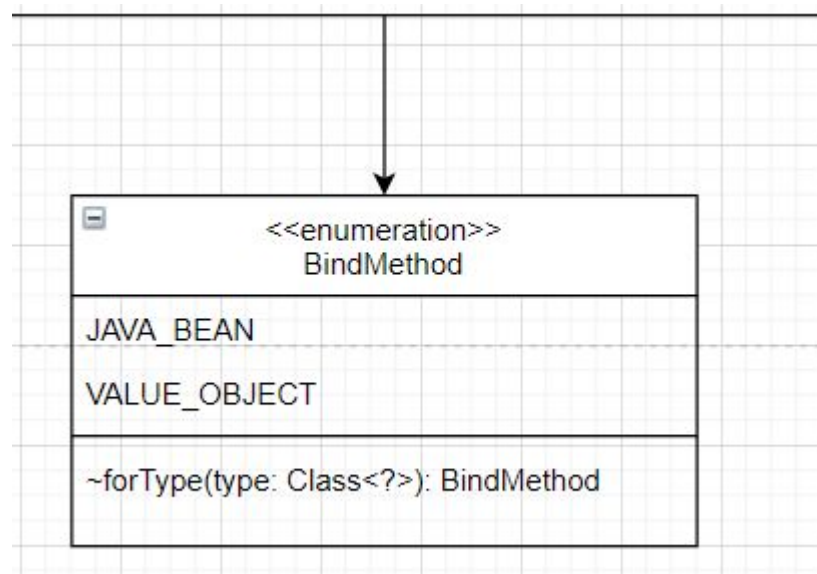 <<enumeration>>
BindMethod
JAVA_BEAN
VALUE_OBJECT
~forType(type: Class<?>): BindMethod